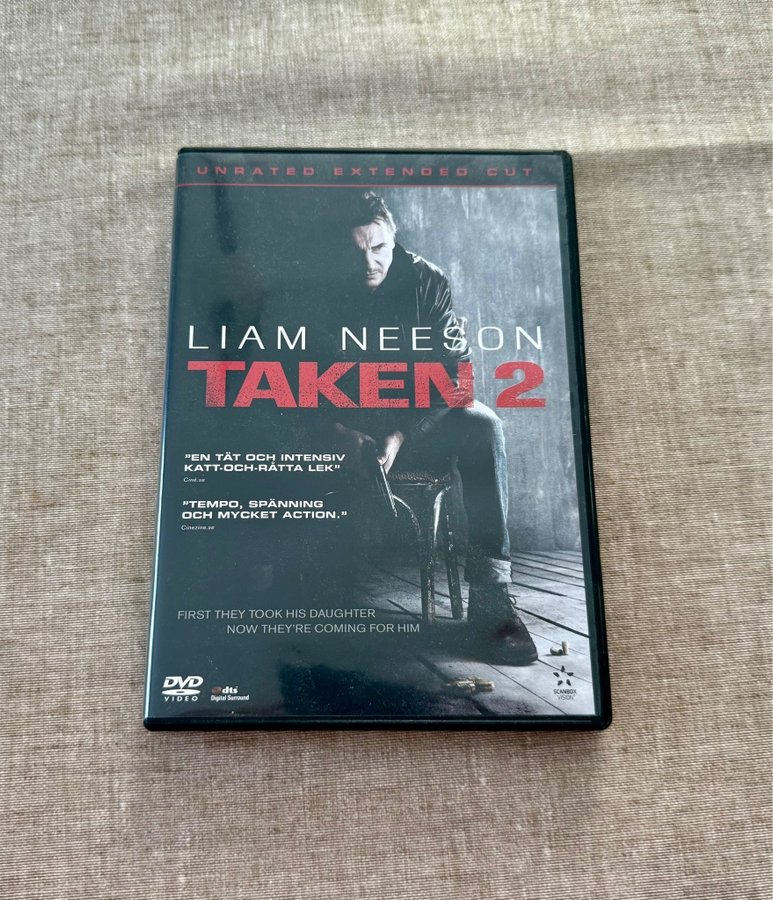 UNRATED EXTENDED CUT
LIAM NEESON
TAKEN 2
"EN TÄT OCH INTENSIV
KATT-OCH-RÅTTA LEK"
Ciné.se
"TEMPO, SPÄNNING
OCH MYCKET ACTION."
Cinezine.se
FIRST THEY TOOK HIS DAUGHTER
NOW THEY'RE COMING FOR HIM
DVD
VIDEO
dts
Digital Surround
SCANBOX
VISION